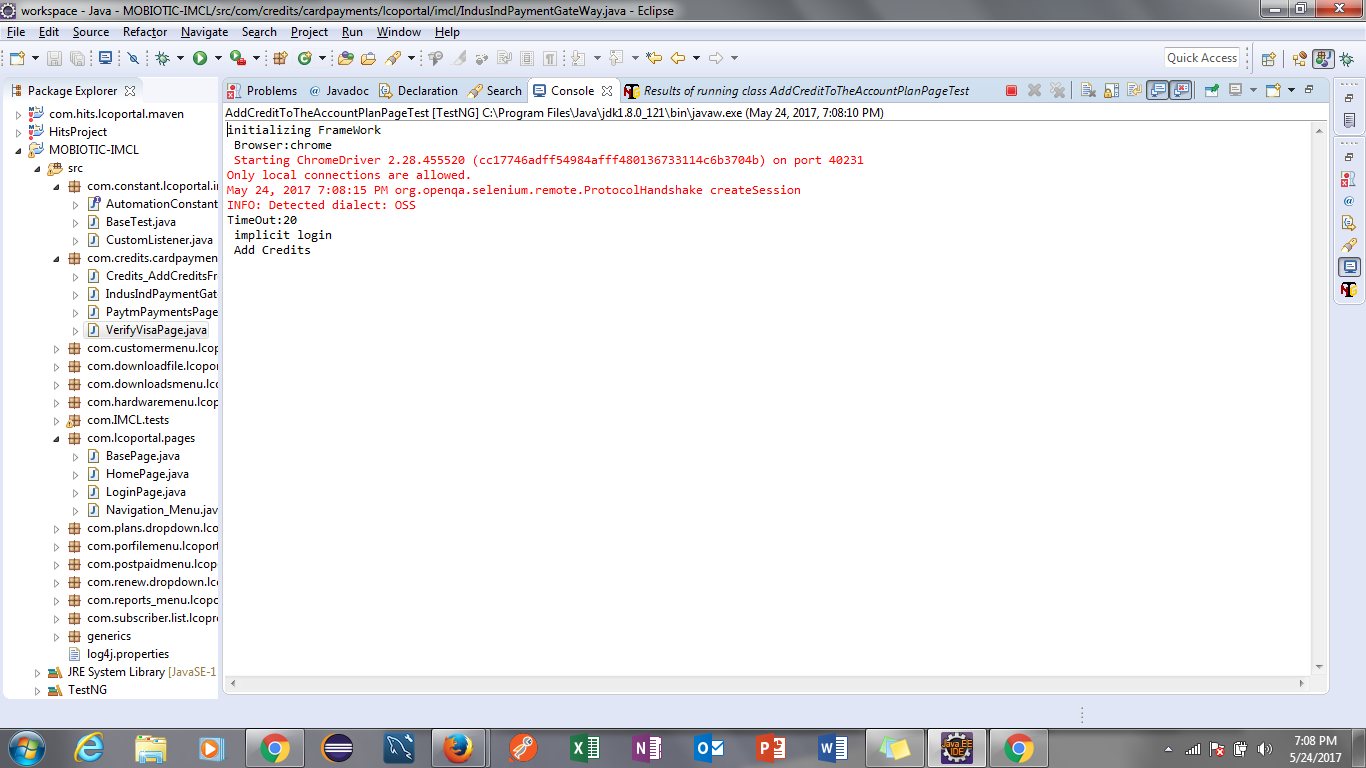 workspace - Java - MOBIOTIC-IMCL/src/com/credits/cardpayments/lcoportal/imcl/IndusIndPaymentGateWay.java - Eclipse
File Edit Source Refactor Navigate Search Project Run Window Help
Quick Access
Package Explorer
Problems Javadoc Declaration Search Console Results of running class AddCreditToTheAccountPlanPageTest
AddCreditToTheAccountPlanPageTest [TestNG] C:\Program Files\Java\jdk1.8.0_121\bin\javaw.exe (May 24, 2017, 7:08:10 PM)
initializing FrameWork
Browser:chrome
Starting ChromeDriver 2.28.455520 (cc17746adff54984afff480136733114c6b3704b) on port 40231
Only local connections are allowed.
May 24, 2017 7:08:15 PM org.openqa.selenium.remote.ProtocolHandshake createSession
INFO: Detected dialect: OSS
TimeOut:20
implicit login
Add Credits
com.hits.lcoportal.maven
HitsProject
MOBIOTIC-IMCL
src
com.constant.lcoportal.i
AutomationConstant
BaseTest.java
CustomListener.java
com.credits.cardpaymen
Credits_AddCreditsFr
IndusIndPaymentGat
PaytmPaymentsPage
VerifyVisaPage.java
com.customermenu.lcop
com.downloadfile.lcopor
com.downloadsmenu.lco
com.hardwaremenu.lcop
com.IMCL.tests
com.lcoportal.pages
BasePage.java
HomePage.java
LoginPage.java
Navigation_Menu.jav
com.plans.dropdown.lco
com.porfilemenu.lcoport
com.postpaidmenu.lcop
com.renew.dropdown.lc
com.reports_menu.lcopo
com.subscriber.list.lcopr
generics
log4j.properties
JRE System Library [JavaSE-1
TestNG
7:08 PM
5/24/2017